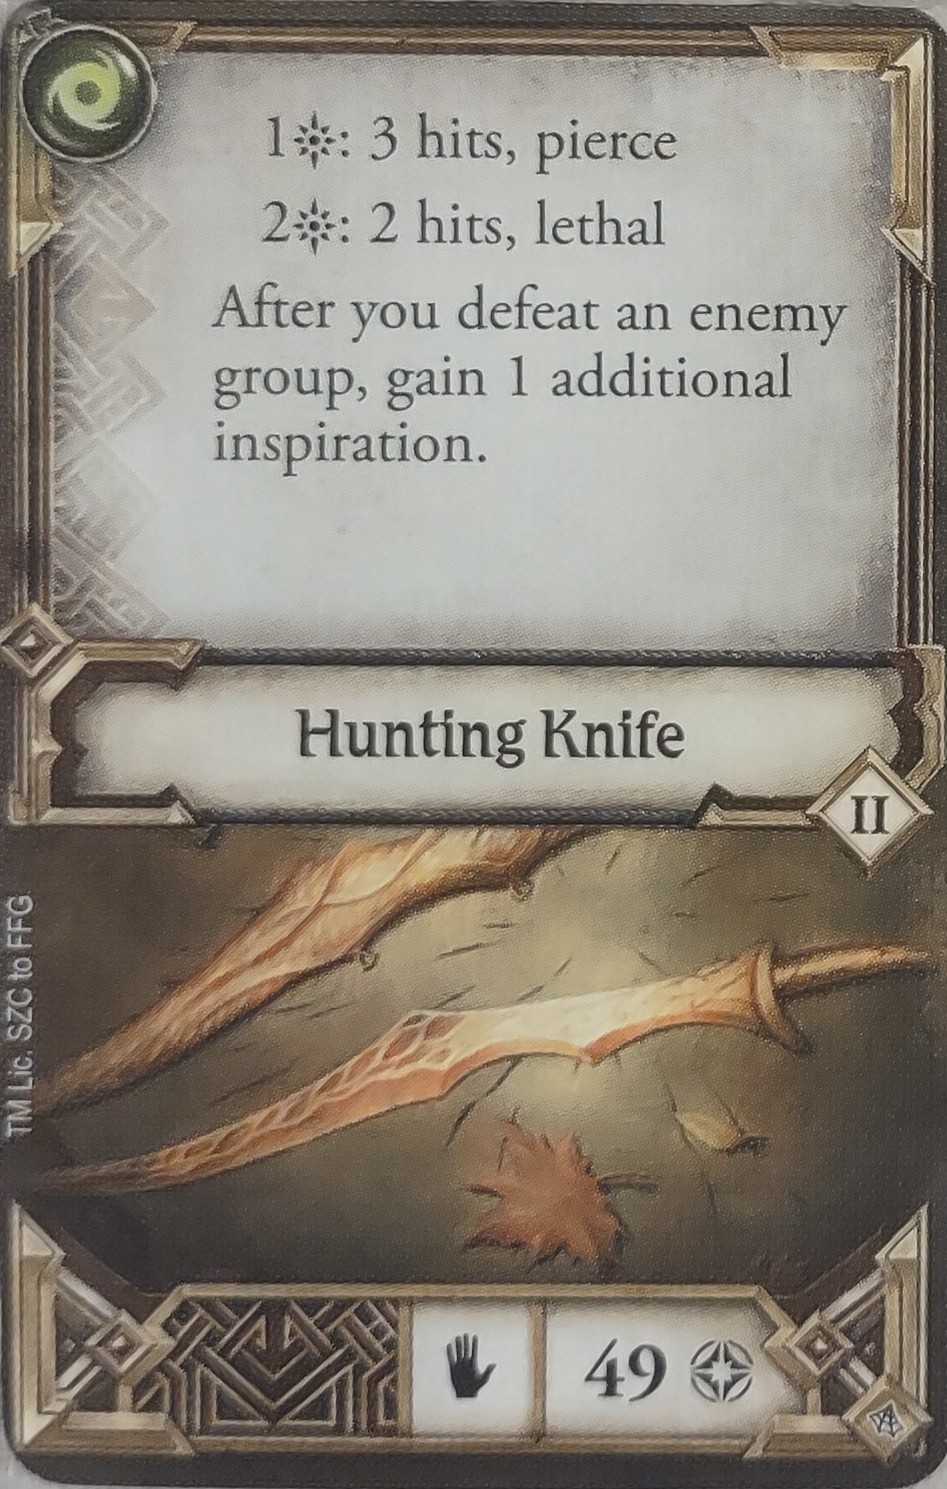 1✷: 3 hits, pierce
2✷: 2 hits, lethal
After you defeat an enemy
group, gain 1 additional
inspiration.
Hunting Knife
II
TM Lic. SZC to FFG
49